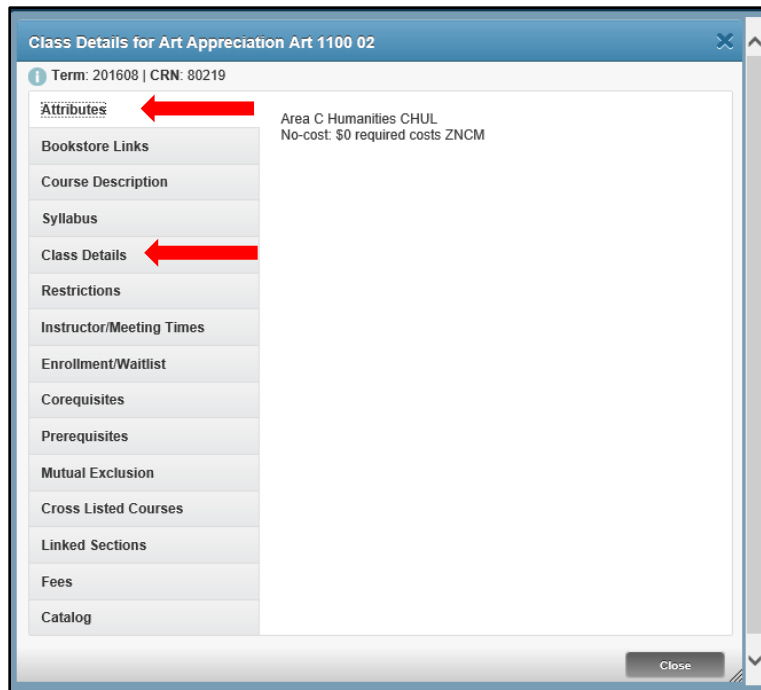 Class Details for Art Appreciation Art 1100 02
Term: 201608 | CRN: 80219
Attributes
Area C Humanities CHUL
No-cost: $0 required costs ZNCM
Bookstore Links
Course Description
Syllabus
Class Details
Restrictions
Instructor/Meeting Times
Enrollment/Waitlist
Corequisites
Prerequisites
Mutual Exclusion
Cross Listed Courses
Linked Sections
Fees
Catalog
Close